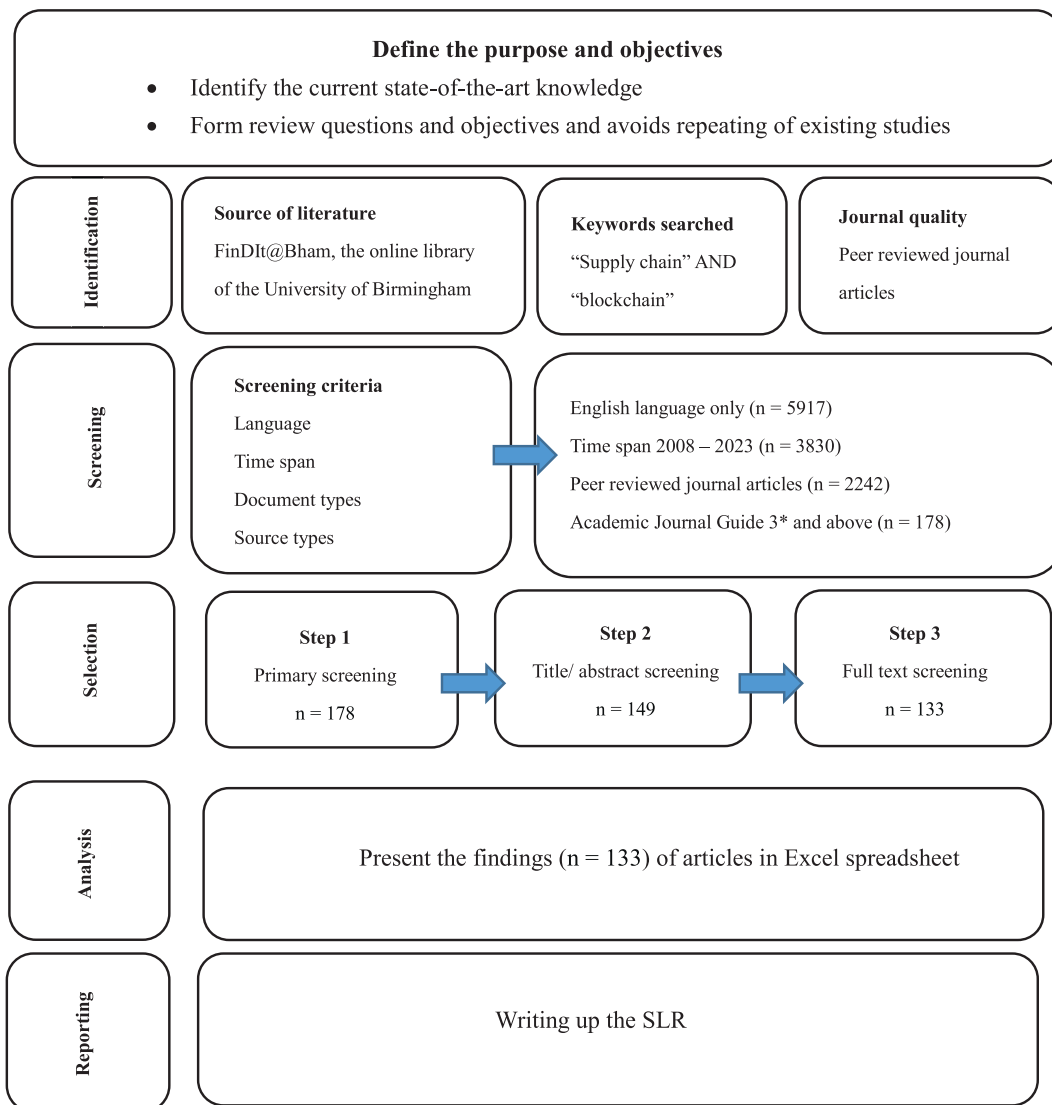 Define the purpose and objectives
• Identify the current state-of-the-art knowledge
• Form review questions and objectives and avoids repeating of existing studies
Identification
Source of literature
FinDIt@Bham, the online library
of the University of Birmingham
Keywords searched
“Supply chain” AND
“blockchain”
Journal quality
Peer reviewed journal
articles
Screening
Screening criteria
Language
Time span
Document types
Source types
English language only (n = 5917)
Time span 2008 – 2023 (n = 3830)
Peer reviewed journal articles (n = 2242)
Academic Journal Guide 3* and above (n = 178)
Selection
Step 1
Primary screening
n = 178
Step 2
Title/ abstract screening
n = 149
Step 3
Full text screening
n = 133
Analysis
Present the findings (n = 133) of articles in Excel spreadsheet
Reporting
Writing up the SLR